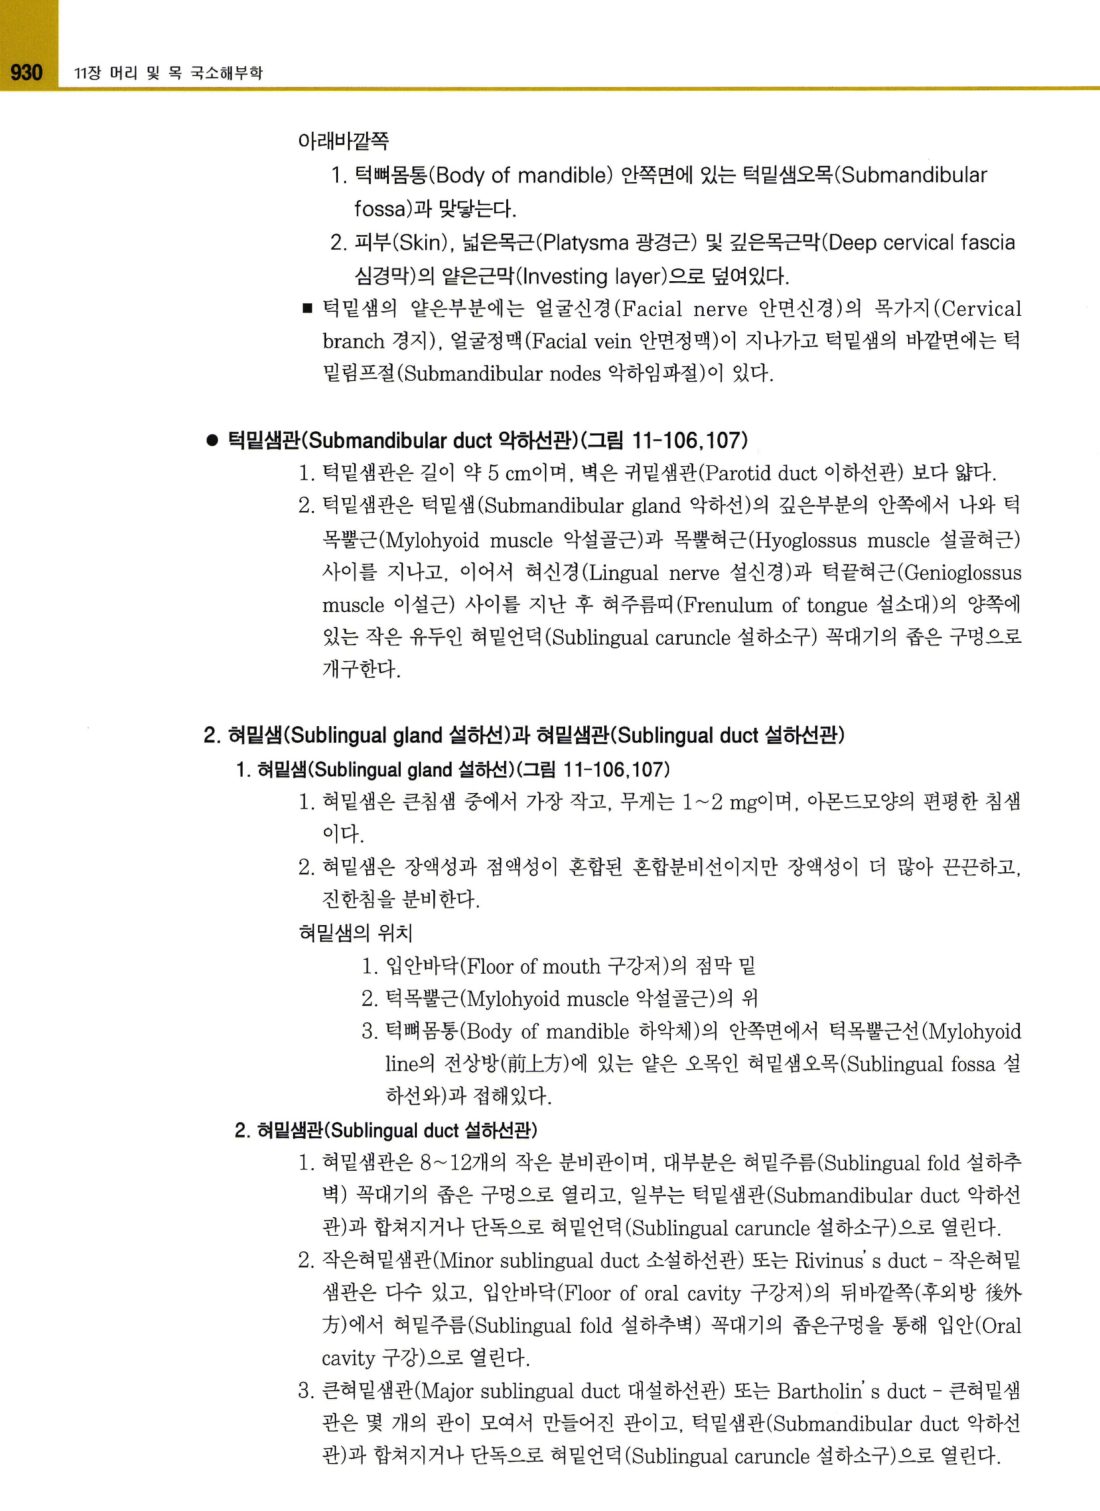 930
11장 머리 및 목 국소해부학
아래바깥쪽
1. 턱뼈몸통(Body of mandible) 안쪽면에 있는 턱밑샘오목(Submandibular
fossa)과 맞닿는다.
2. 피부(Skin), 넓은목근(Platysma 광경근) 및 깊은목근막(Deep cervical fascia
심경막)의 얕은근막(Investing layer)으로 덮여있다.
■ 턱밑샘의 얕은부분에는 얼굴신경(Facial nerve 안면신경)의 목가지(Cervical
branch 경지), 얼굴정맥(Facial vein 안면정맥)이 지나가고 턱밑샘의 바깥면에는 턱
밑림프절(Submandibular nodes 악하임파절)이 있다.
● 턱밑샘관(Submandibular duct 악하선관)(그림 11-106,107)
1. 턱밑샘관은 길이 약 5 cm이며, 벽은 귀밑샘관(Parotid duct 이하선관) 보다 얇다.
2. 턱밑샘관은 턱밑샘(Submandibular gland 악하선)의 깊은부분의 안쪽에서 나와 턱
목뿔근(Mylohyoid muscle 악설골근)과 목뿔혀근(Hyoglossus muscle 설골혀근)
사이를 지나고, 이어서 혀신경(Lingual nerve 설신경)과 턱끝혀근(Genioglossus
muscle 이설근) 사이를 지난 후 혀주름띠(Frenulum of tongue 설소대)의 양쪽에
있는 작은 유두인 혀밑언덕(Sublingual caruncle 설하소구) 꼭대기의 좁은 구멍으로
개구한다.
2. 혀밑샘(Sublingual gland 설하선)과 혀밑샘관(Sublingual duct 설하선관)
1. 혀밑샘(Sublingual gland 설하선)(그림 11-106,107)
1. 혀밑샘은 큰침샘 중에서 가장 작고, 무게는 1~2 mg이며, 아몬드모양의 편평한 침샘
이다.
2. 혀밑샘은 장액성과 점액성이 혼합된 혼합분비선이지만 장액성이 더 많아 끈끈하고,
진한침을 분비한다.
혀밑샘의 위치
1. 입안바닥(Floor of mouth 구강저)의 점막 밑
2. 턱목뿔근(Mylohyoid muscle 악설골근)의 위
3. 턱뼈몸통(Body of mandible 하악체)의 안쪽면에서 턱목뿔근선(Mylohyoid
line의 전상방(前上方)에 있는 얕은 오목인 혀밑샘오목(Sublingual fossa 설
하선와)과 접해있다.
2. 혀밑샘관(Sublingual duct 설하선관)
1. 혀밑샘관은 8~12개의 작은 분비관이며, 대부분은 혀밑주름(Sublingual fold 설하추
벽) 꼭대기의 좁은 구멍으로 열리고, 일부는 턱밑샘관(Submandibular duct 악하선
관)과 합쳐지거나 단독으로 혀밑언덕(Sublingual caruncle 설하소구)으로 열린다.
2. 작은혀밑샘관(Minor sublingual duct 소설하선관) 또는 Rivinus’s duct - 작은혀밑
샘관은 다수 있고, 입안바닥(Floor of oral cavity 구강저)의 뒤바깥쪽(후외방 後外
方)에서 혀밑주름(Sublingual fold 설하추벽) 꼭대기의 좁은구멍을 통해 입안(Oral
cavity 구강)으로 열린다.
3. 큰혀밑샘관(Major sublingual duct 대설하선관) 또는 Bartholin’s duct - 큰혀밑샘
관은 몇 개의 관이 모여서 만들어진 관이고, 턱밑샘관(Submandibular duct 악하선
관)과 합쳐지거나 단독으로 혀밑언덕(Sublingual caruncle 설하소구)으로 열린다.